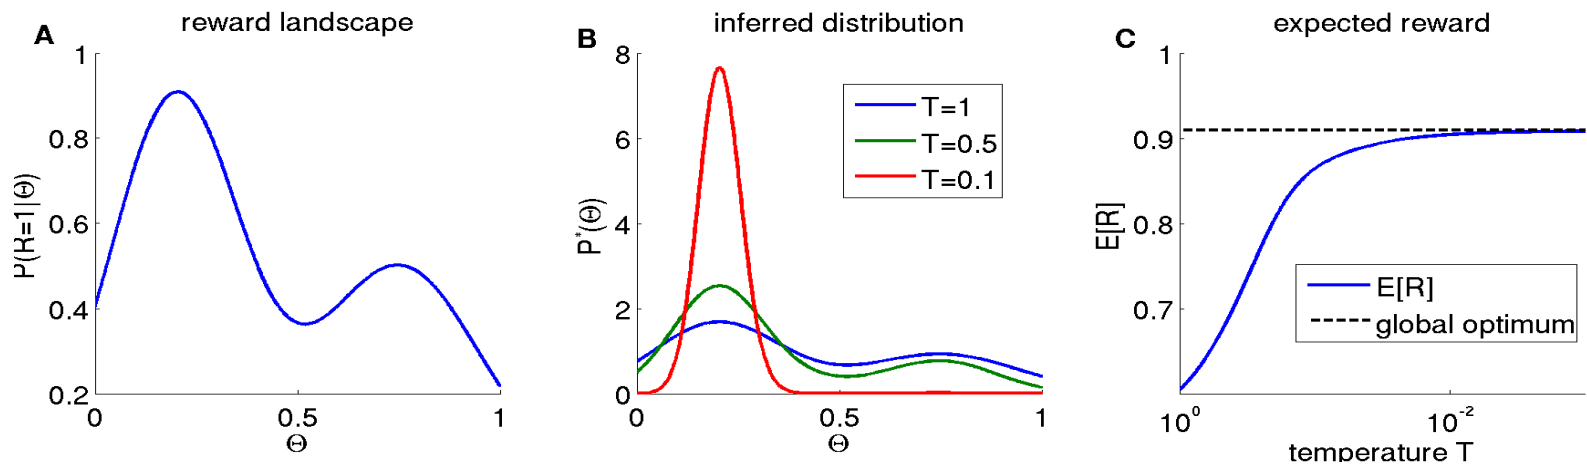 A
reward landscape
1
0.8
0.6
0.4
0.2
P(R=1|Θ)
0
0.5
1
Θ
B
inferred distribution
8
6
4
2
0
P*(Θ)
T=1
T=0.5
T=0.1
0
0.5
1
Θ
C
expected reward
1
0.9
0.8
0.7
E[R]
E[R]
global optimum
10⁰
10⁻²
temperature T